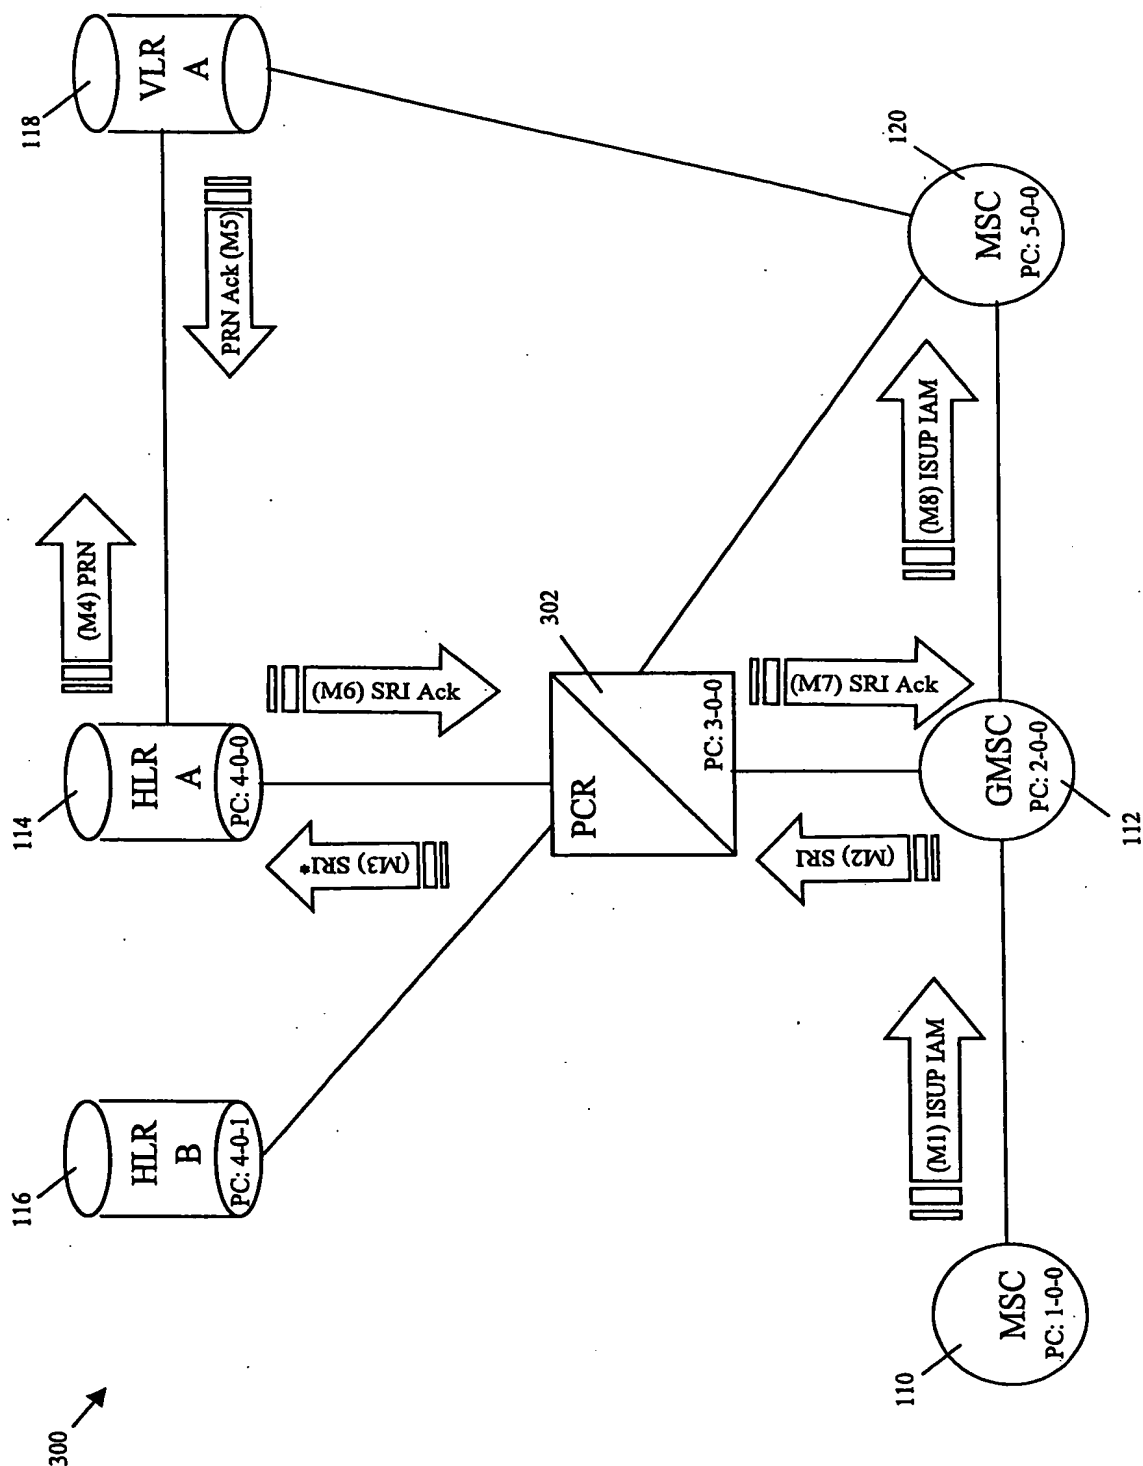 300
116
HLR
B
PC: 4-0-1
114
HLR
A
PC: 4-0-0
(M4) PRN
118
VLR
A
PRN Ack (M5)
(M3) SRI*
(M6) SRI Ack
PCR
302
PC: 3-0-0
(M2) SRI
(M7) SRI Ack
110
MSC
PC: 1-0-0
(M1) ISUP IAM
GMSC
PC: 2-0-0
112
(M8) ISUP IAM
120
MSC
PC: 5-0-0